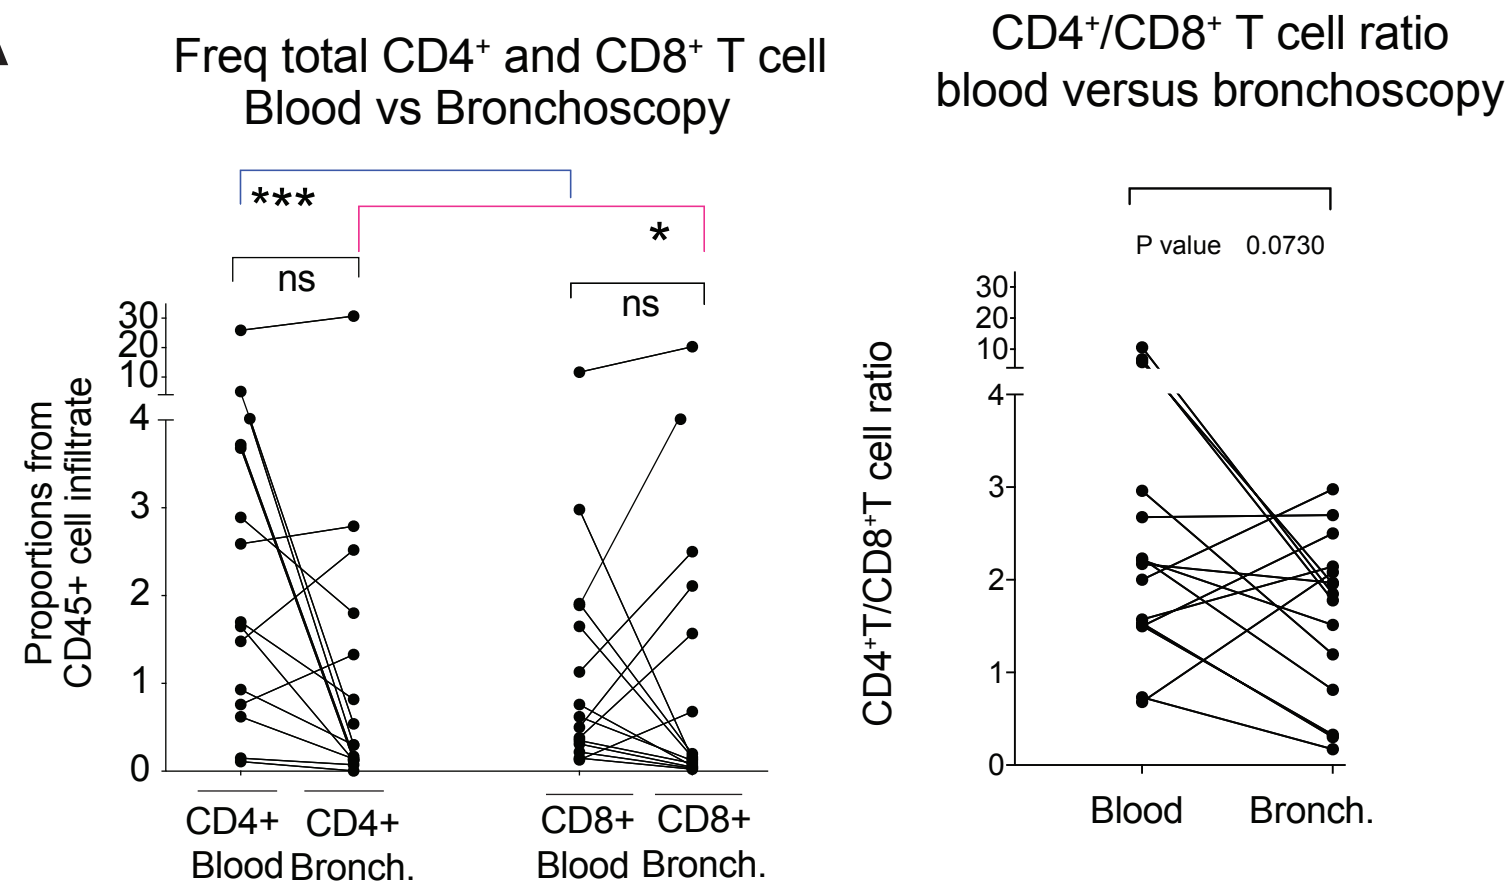 A
Freq total CD4⁺ and CD8⁺ T cell
Blood vs Bronchoscopy
***
*
ns
ns
30
20
10
4
3
2
1
0
Proportions from
CD45+ cell infiltrate
CD4+
Blood
CD4+
Bronch.
CD8+
Blood
CD8+
Bronch.
CD4⁺/CD8⁺ T cell ratio
blood versus bronchoscopy
P value 0.0730
30
20
10
4
3
2
1
0
CD4⁺T/CD8⁺T cell ratio
Blood
Bronch.